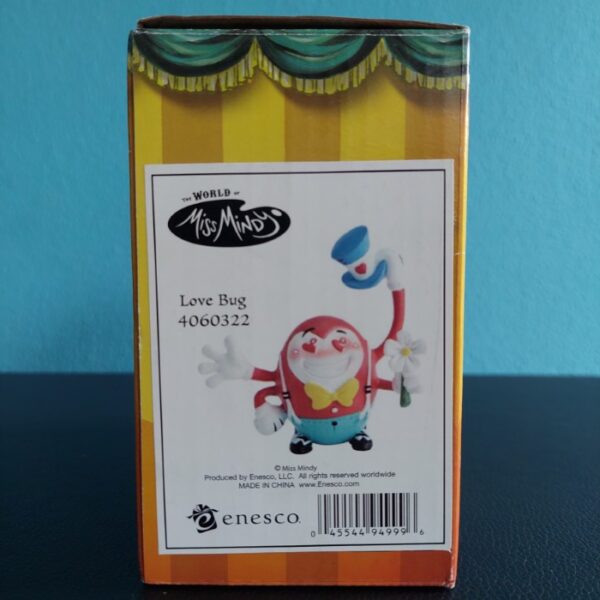 THE WORLD OF
Miss Mindy
Love Bug
4060322
© Miss Mindy
Produced by Enesco, LLC. All rights reserved worldwide
MADE IN CHINA www.Enesco.com
enesco.
0 45544 94999 6